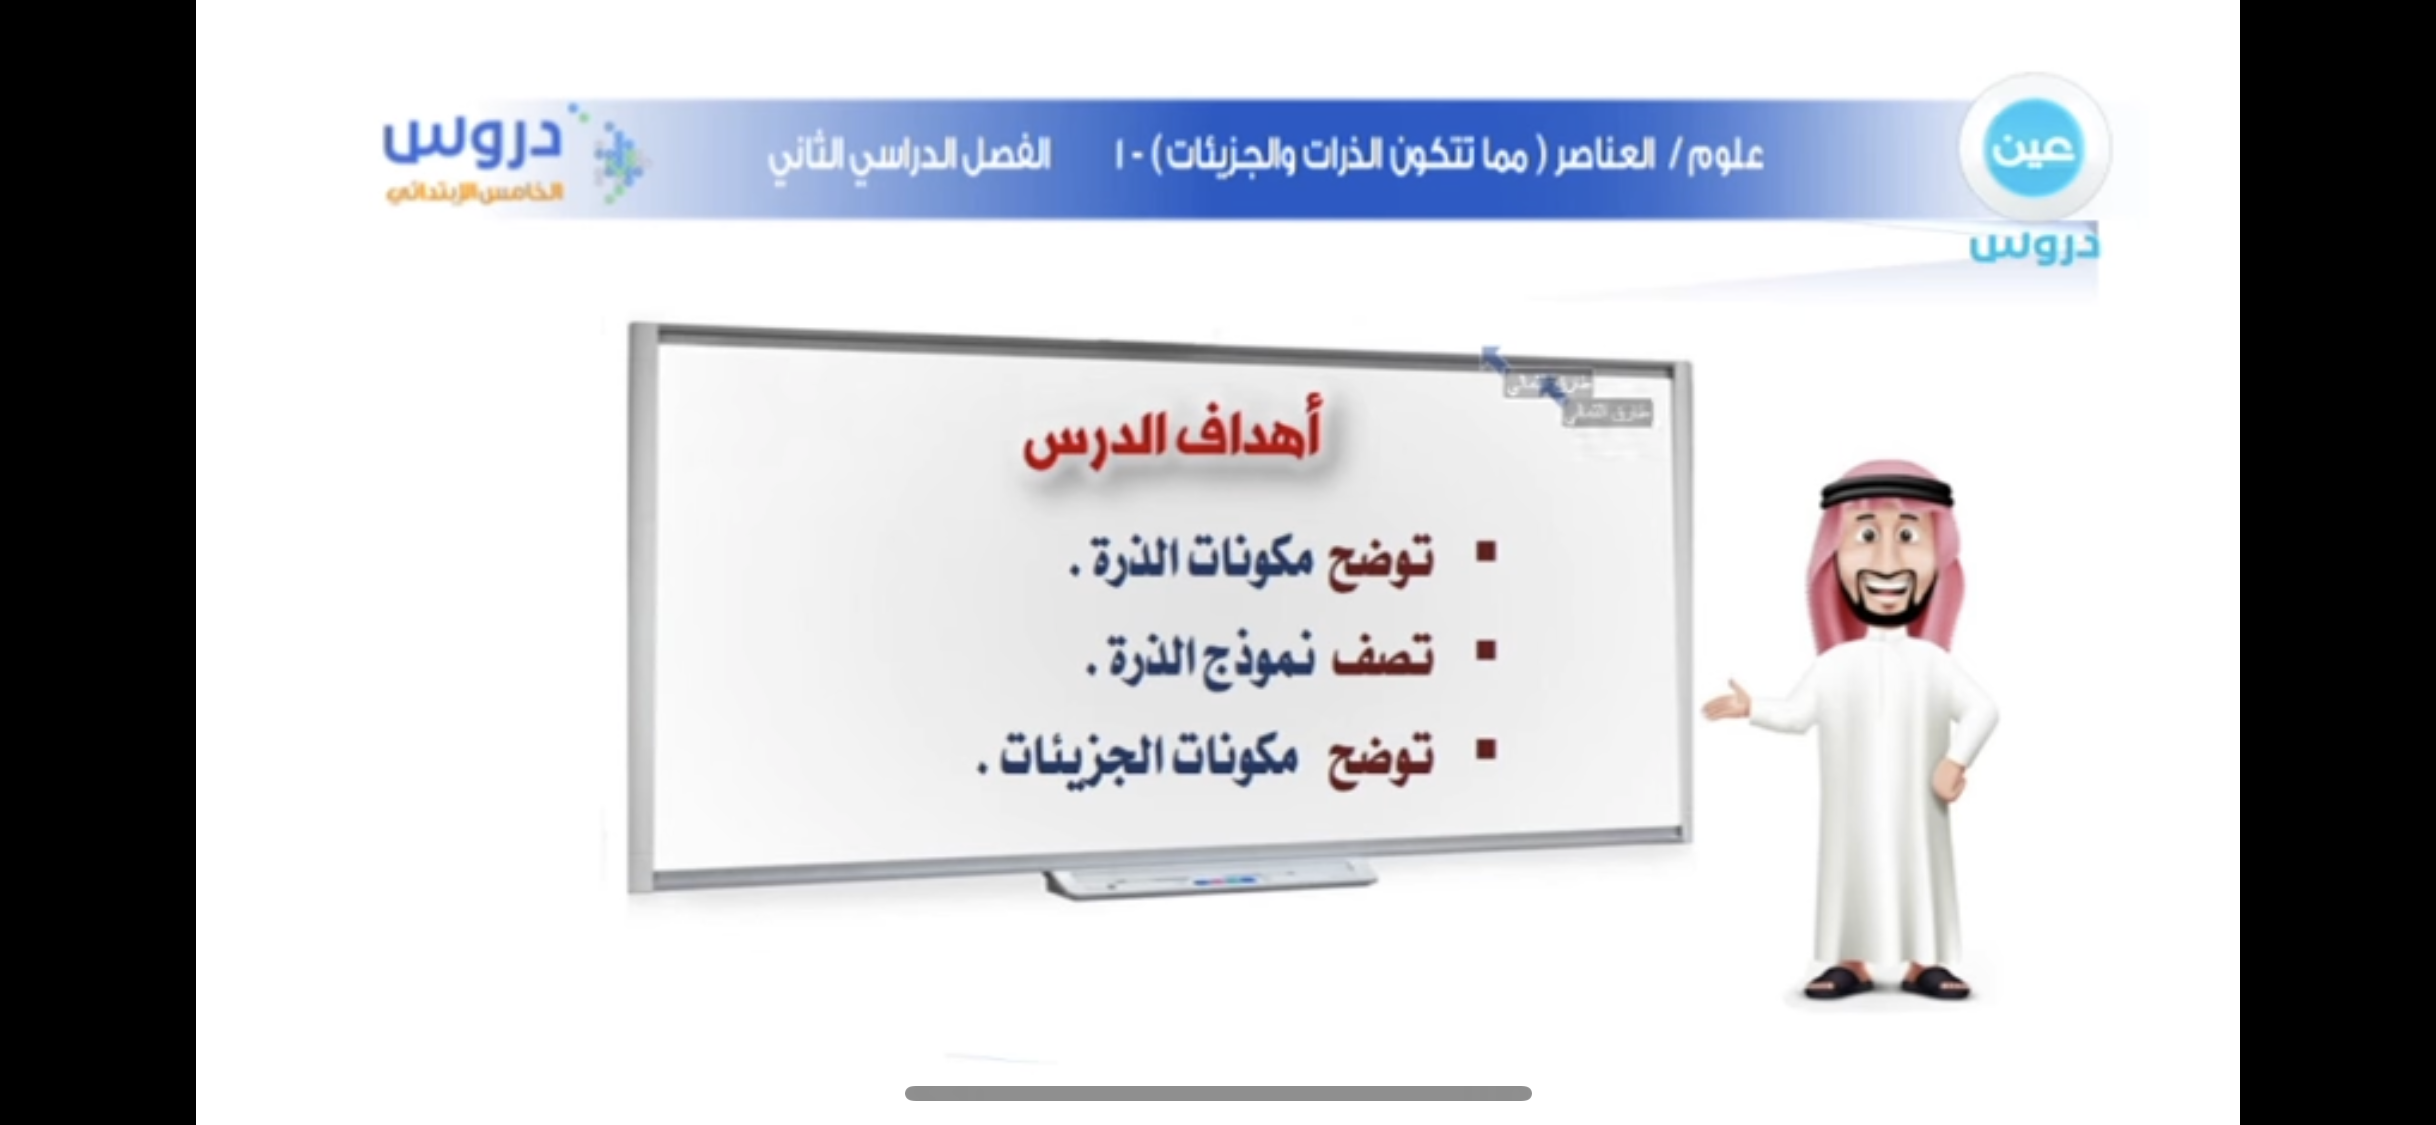 علوم / العناصر ( مما تتكون الذرات والجزيئات ) - ١ الفصل الدراسي الثاني
عين
دروس
دروس
الخامس الإبتدائي
أهداف الدرس
▪ توضح مكونات الذرة .
▪ تصف نموذج الذرة .
▪ توضح مكونات الجزيئات .